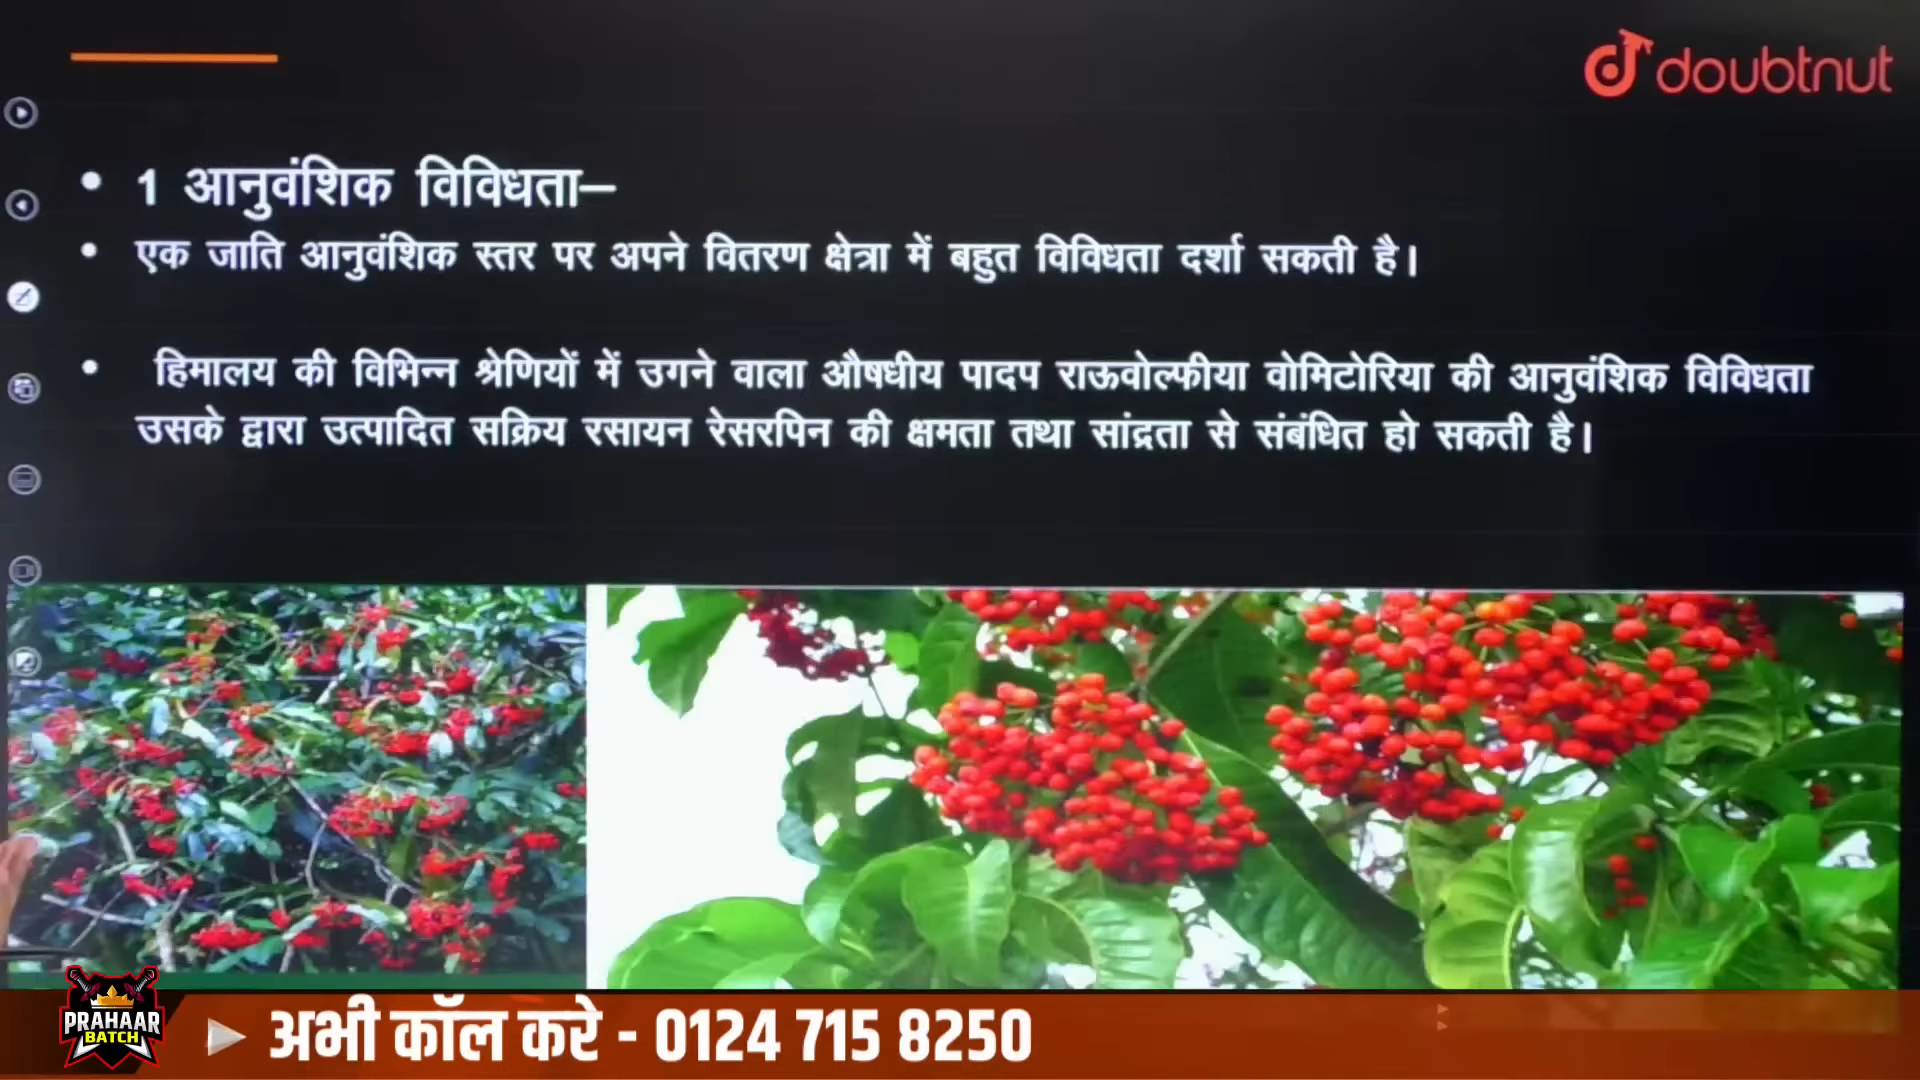 doubtnut
• 1 आनुवंशिक विविधता–
• एक जाति आनुवंशिक स्तर पर अपने वितरण क्षेत्रा में बहुत विविधता दर्शा सकती है।
• हिमालय की विभिन्न श्रेणियों में उगने वाला औषधीय पादप राऊवोल्फीया वोमिटोरिया की आनुवंशिक विविधता
उसके द्वारा उत्पादित सक्रिय रसायन रेसरपिन की क्षमता तथा सांद्रता से संबंधित हो सकती है।
PRAHAAR
BATCH
अभी कॉल करे - 0124 715 8250